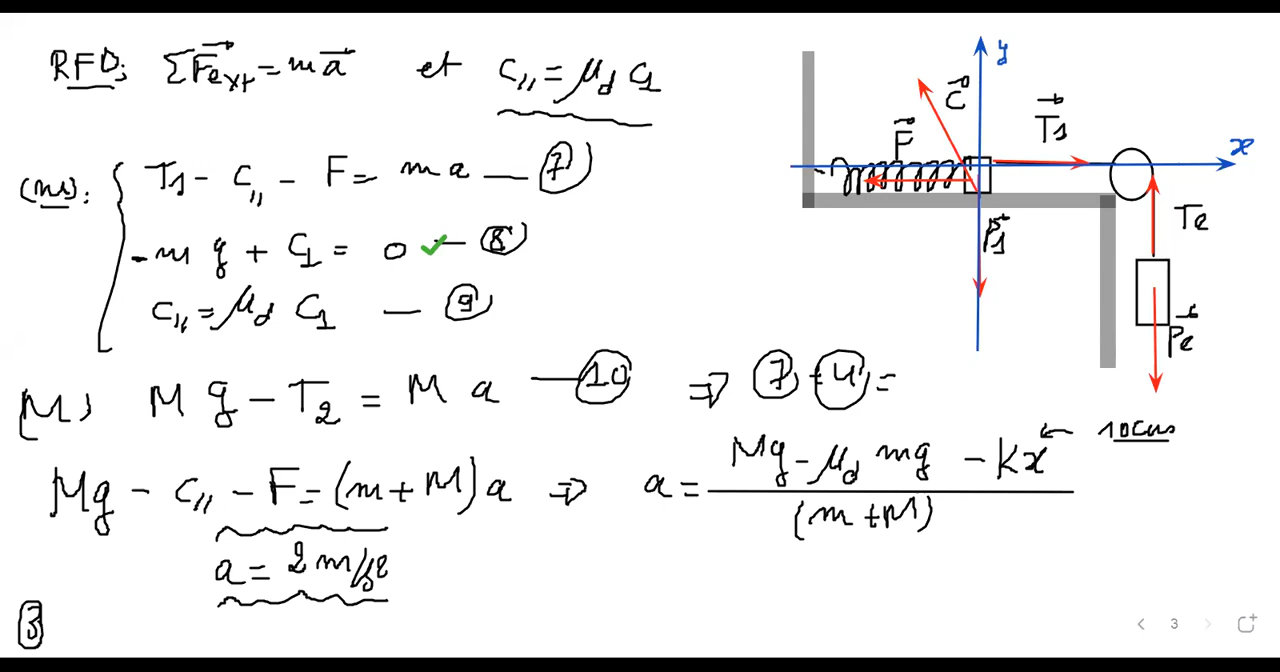 RFD: ΣF⃗ext = m a⃗ et C// = μd C⊥
(m): { T1 - C// - F = m a — (7)
- m g + C⊥ = 0 ✓ — (8)
C// = μd C⊥ — (9)
(M) M g - T2 = M a — (10) ⇒ (7) + (4) =
Mg - C// - F = (m + M) a ⇒ a = (Mg - μd mg - Kx) / (m + M) ← 10cm
a = 2 m/s2
3
y
C⃗
F⃗
T⃗1
x
P⃗1
T2
P⃗2
3